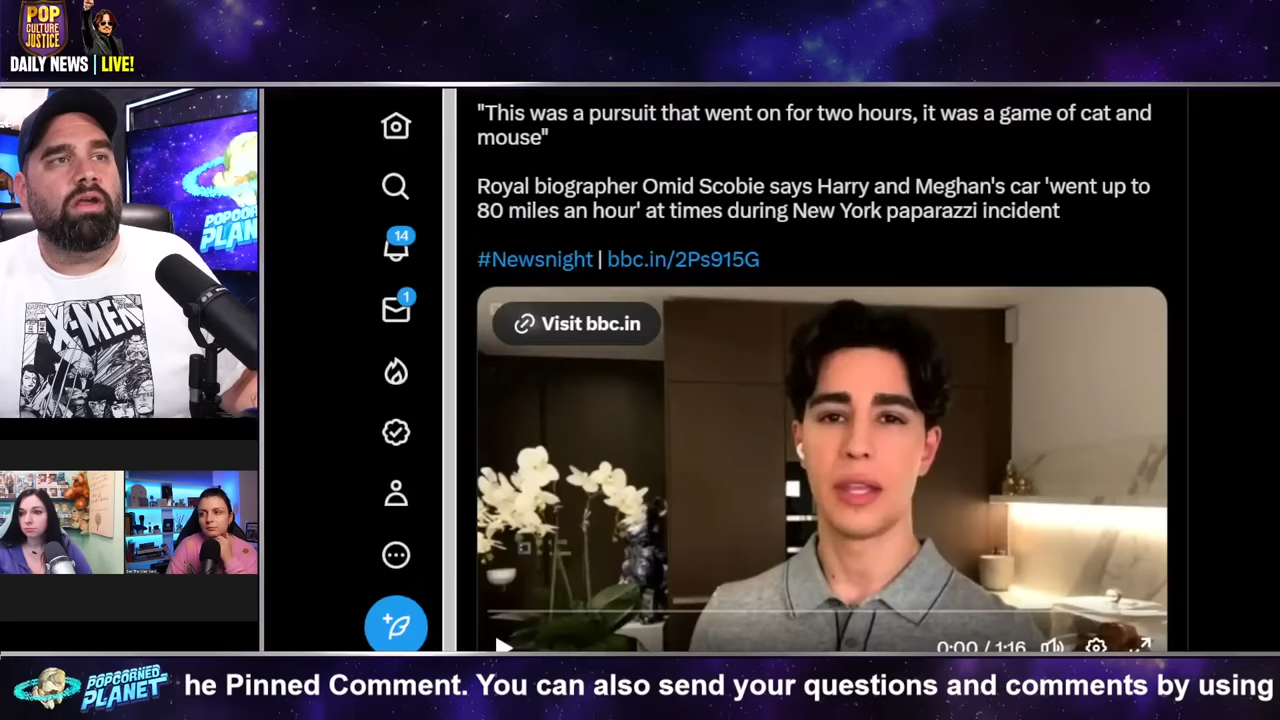 POP
CULTURE
JUSTICE
DAILY NEWS | LIVE!
"This was a pursuit that went on for two hours, it was a game of cat and
mouse"
Royal biographer Omid Scobie says Harry and Meghan's car 'went up to
80 miles an hour' at times during New York paparazzi incident
#Newsnight | bbc.in/2Ps915G
14
1
Visit bbc.in
0:00 / 1:16
POPCO
PLAN
X-MEN
POPCORNED
PLANET
he Pinned Comment. You can also send your questions and comments by using